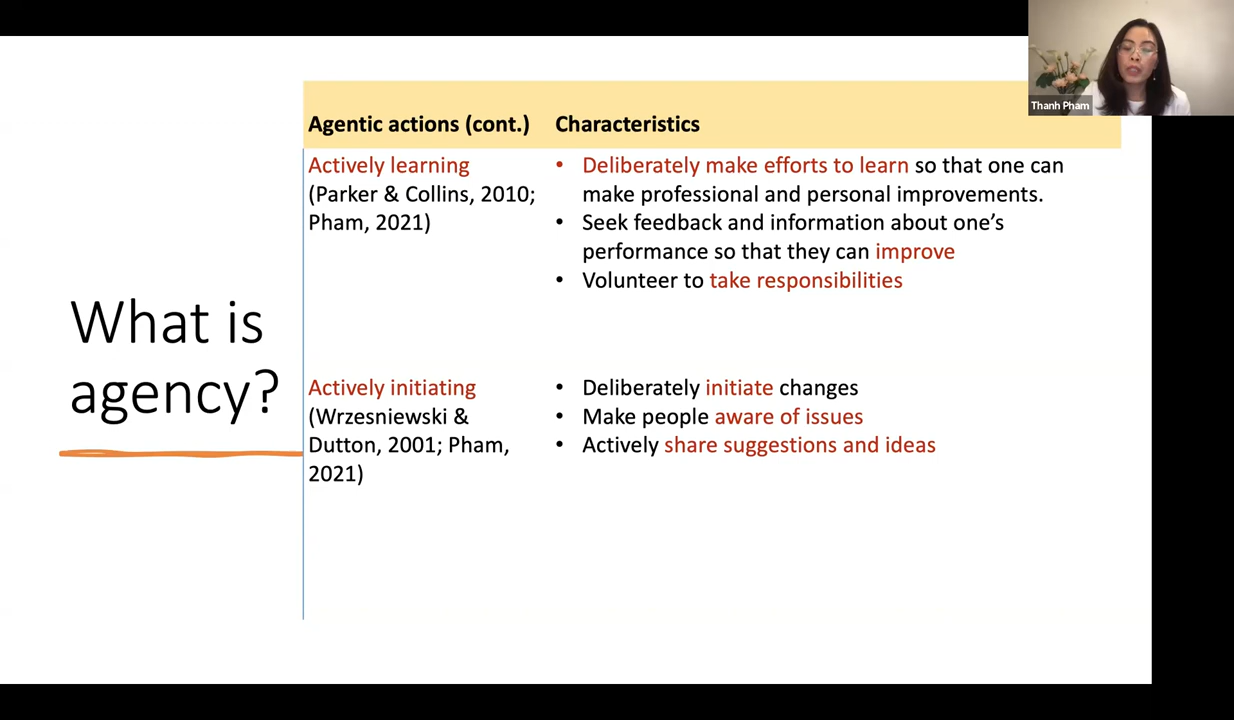 Thanh Pham
What is
agency?
Agentic actions (cont.) Characteristics
Actively learning
(Parker & Collins, 2010;
Pham, 2021)
• Deliberately make efforts to learn so that one can
make professional and personal improvements.
• Seek feedback and information about one’s
performance so that they can improve
• Volunteer to take responsibilities
Actively initiating
(Wrzesniewski &
Dutton, 2001; Pham,
2021)
• Deliberately initiate changes
• Make people aware of issues
• Actively share suggestions and ideas